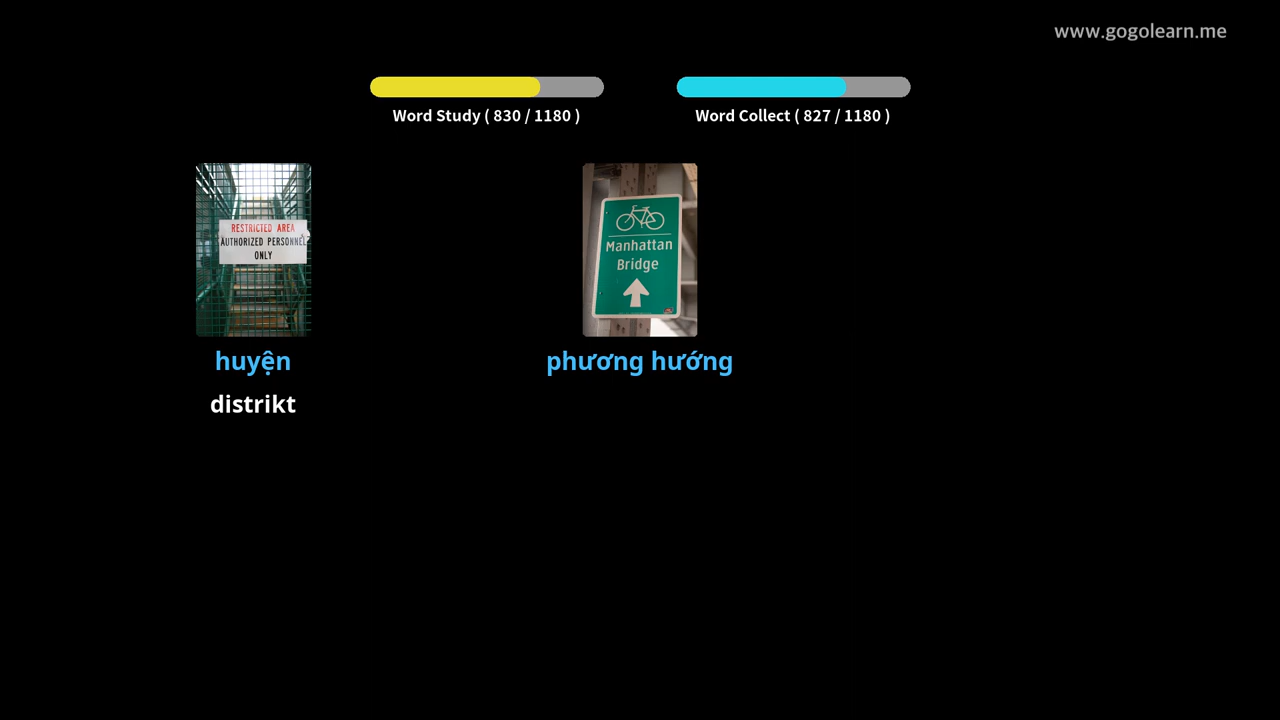 www.gogolearn.me
Word Study ( 830 / 1180 )
Word Collect ( 827 / 1180 )
RESTRICTED AREA
AUTHORIZED PERSONNEL
ONLY
Manhattan
Bridge
huyện
phương hướng
distrikt